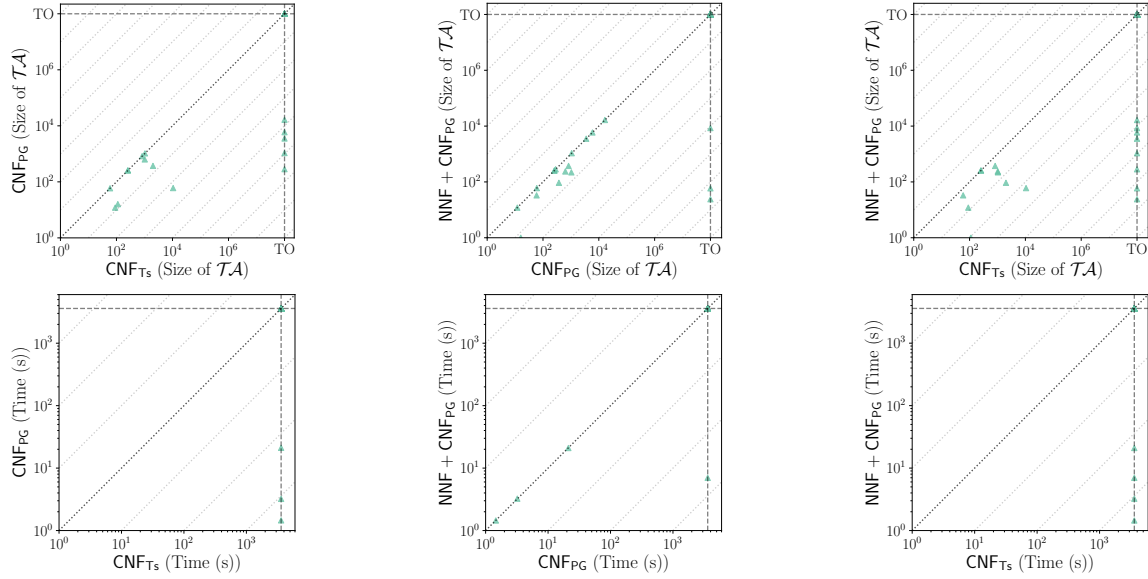 TO
10^6
10^4
10^2
10^0
CNF_PG (Size of 𝒯𝒜)
10^0 10^2 10^4 10^6 TO
CNF_Ts (Size of 𝒯𝒜)
TO
10^6
10^4
10^2
10^0
NNF + CNF_PG (Size of 𝒯𝒜)
10^0 10^2 10^4 10^6 TO
CNF_PG (Size of 𝒯𝒜)
TO
10^6
10^4
10^2
10^0
NNF + CNF_PG (Size of 𝒯𝒜)
10^0 10^2 10^4 10^6 TO
CNF_Ts (Size of 𝒯𝒜)
10^3
10^2
10^1
10^0
CNF_PG (Time (s))
10^0 10^1 10^2 10^3
CNF_Ts (Time (s))
10^3
10^2
10^1
10^0
NNF + CNF_PG (Time (s))
10^0 10^1 10^2 10^3
CNF_PG (Time (s))
10^3
10^2
10^1
10^0
NNF + CNF_PG (Time (s))
10^0 10^1 10^2 10^3
CNF_Ts (Time (s))